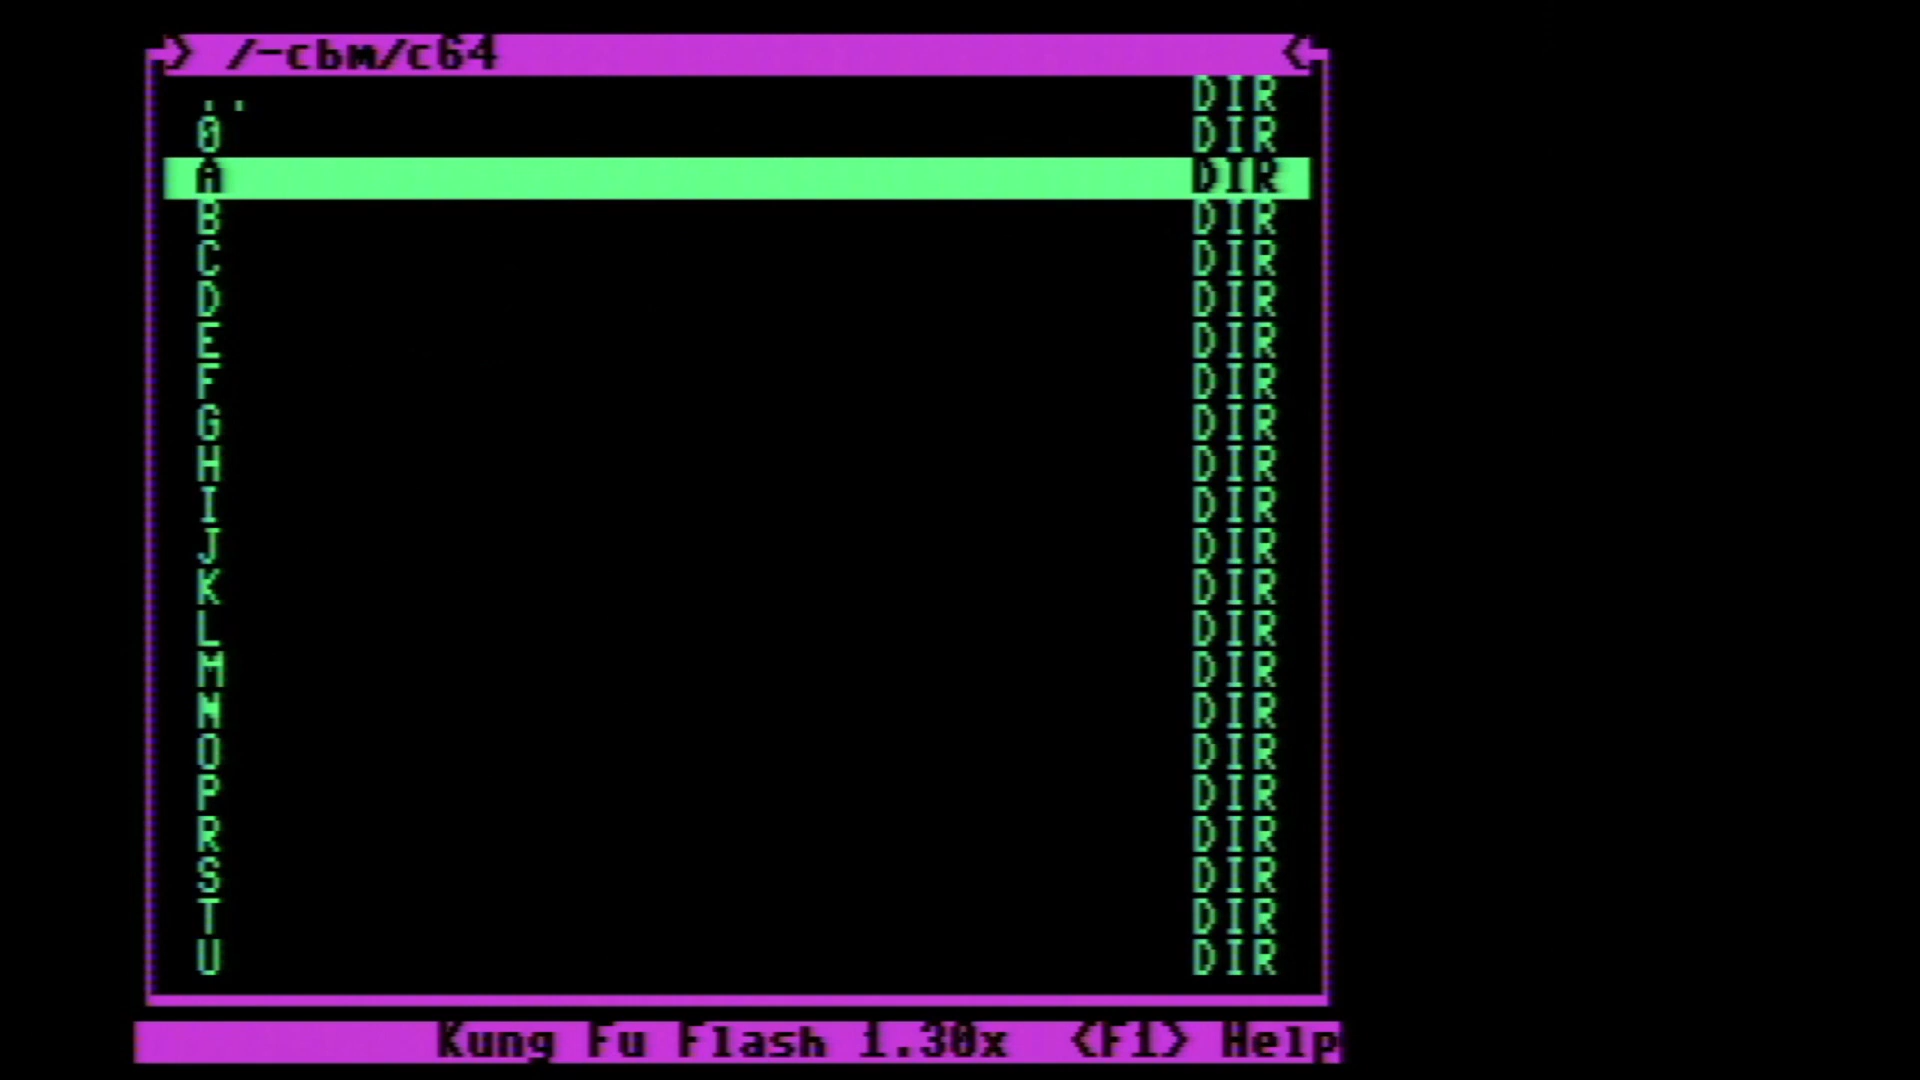 > /-cbm/c64 <
.. DIR
0 DIR
A DIR
B DIR
C DIR
D DIR
E DIR
F DIR
G DIR
H DIR
I DIR
J DIR
K DIR
L DIR
M DIR
N DIR
O DIR
P DIR
R DIR
S DIR
T DIR
U DIR
Kung Fu Flash 1.30x <F1> Help